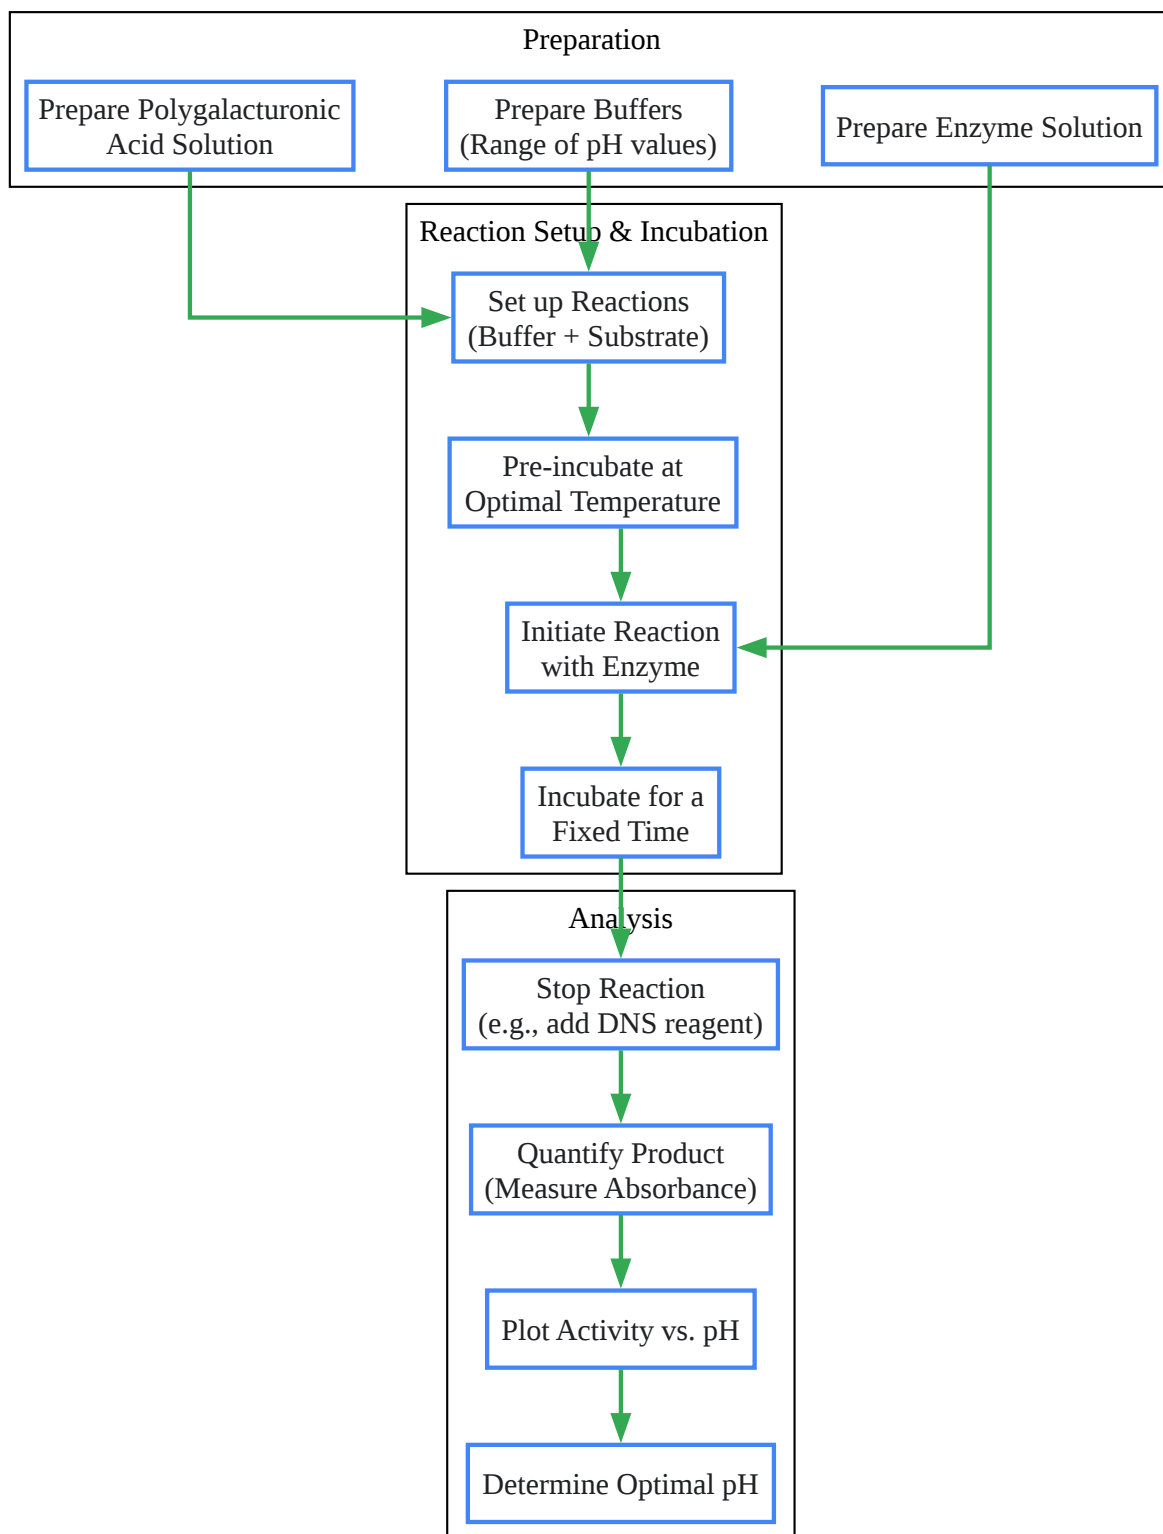 Preparation
Prepare Polygalacturonic
Acid Solution
Prepare Buffers
(Range of pH values)
Prepare Enzyme Solution
Reaction Setup & Incubation
Set up Reactions
(Buffer + Substrate)
Pre-incubate at
Optimal Temperature
Initiate Reaction
with Enzyme
Incubate for a
Fixed Time
Analysis
Stop Reaction
(e.g., add DNS reagent)
Quantify Product
(Measure Absorbance)
Plot Activity vs. pH
Determine Optimal pH